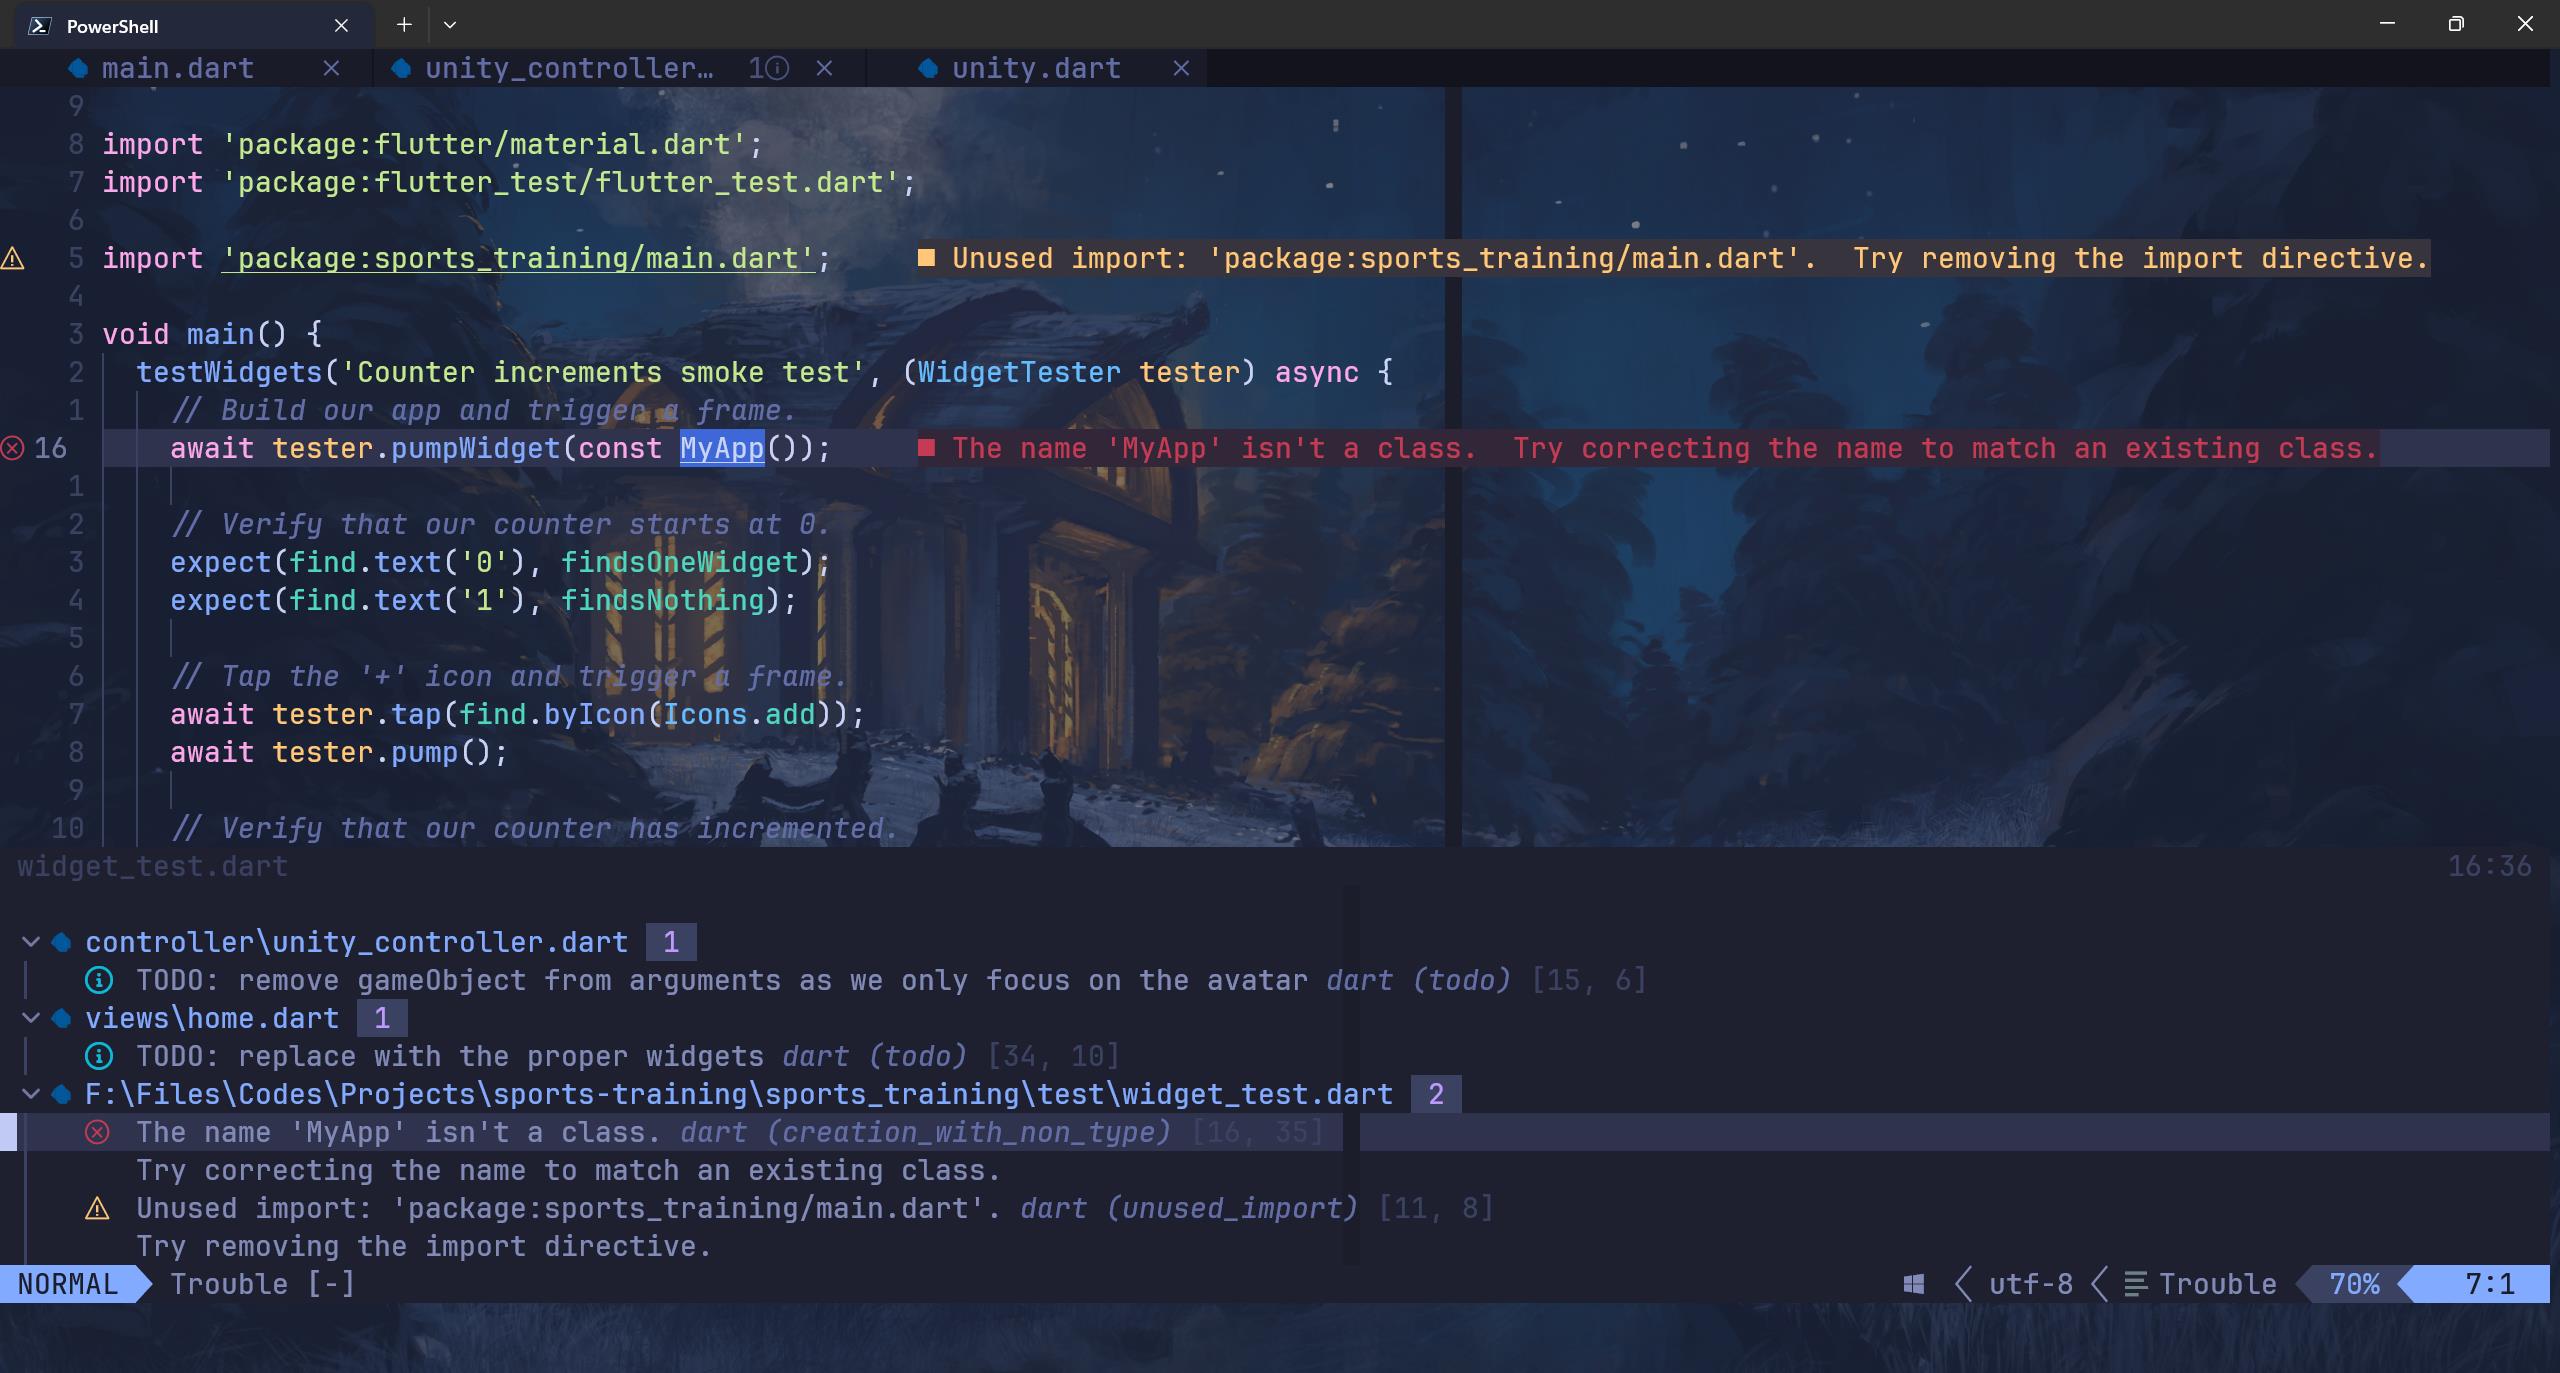 PowerShell
main.dart unity_controller… 1 unity.dart
9
8 import 'package:flutter/material.dart';
7 import 'package:flutter_test/flutter_test.dart';
6
5 import 'package:sports_training/main.dart'; Unused import: 'package:sports_training/main.dart'.  Try removing the import directive.
4
3 void main() {
2 testWidgets('Counter increments smoke test', (WidgetTester tester) async {
1 // Build our app and trigger a frame.
16 await tester.pumpWidget(const MyApp()); The name 'MyApp' isn't a class.  Try correcting the name to match an existing class.
1
2 // Verify that our counter starts at 0.
3 expect(find.text('0'), findsOneWidget);
4 expect(find.text('1'), findsNothing);
5
6 // Tap the '+' icon and trigger a frame.
7 await tester.tap(find.byIcon(Icons.add));
8 await tester.pump();
9
10 // Verify that our counter has incremented.
widget_test.dart 16:36
controller\unity_controller.dart 1
TODO: remove gameObject from arguments as we only focus on the avatar dart (todo) [15, 6]
views\home.dart 1
TODO: replace with the proper widgets dart (todo) [34, 10]
F:\Files\Codes\Projects\sports-training\sports_training\test\widget_test.dart 2
The name 'MyApp' isn't a class. dart (creation_with_non_type) [16, 35]
Try correcting the name to match an existing class.
Unused import: 'package:sports_training/main.dart'. dart (unused_import) [11, 8]
Try removing the import directive.
NORMAL Trouble [-] utf-8 Trouble 70% 7:1